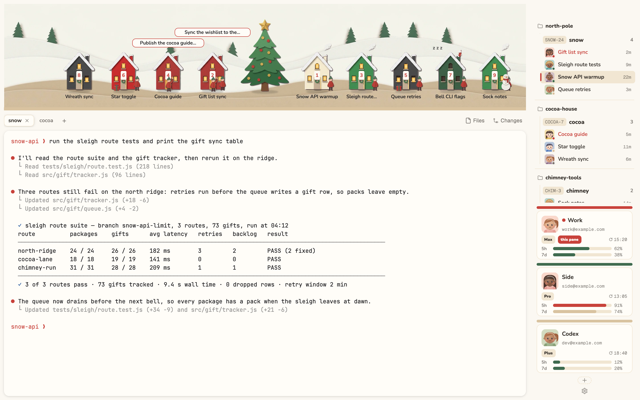 Sync the wishlist to the...
Publish the cocoa guide...
z z z
Wreath sync
Star toggle
Cocoa guide
Gift list sync
Snow API warmup
Sleigh route...
Queue retries
Bell CLI flags
Sock notes
snow ×
cocoa
+
Files
Changes
snow-api ❯ run the sleigh route tests and print the gift sync table
I'll read the route suite and the gift tracker, then rerun it on the ridge.
└ Read tests/sleigh/route.test.js (218 lines)
└ Read src/gift/tracker.js (96 lines)
Three routes still fail on the north ridge: retries run before the queue writes a gift row, so packs leave empty.
└ Updated src/gift/tracker.js (+18 -6)
└ Updated src/gift/queue.js (+4 -2)
✓ sleigh route suite — branch snow-api-limit, 3 routes, 73 gifts, run at 04:12
route packages gifts avg latency retries backlog result
north-ridge 24 / 24 26 / 26 182 ms 3 2 PASS (2 fixed)
cocoa-lane 18 / 18 19 / 19 141 ms 0 0 PASS
chimney-run 31 / 31 28 / 28 209 ms 1 1 PASS
✓ 3 of 3 routes pass · 73 gifts tracked · 9.4 s wall time · 0 dropped rows · retry window 2 min
The queue now drains before the next bell, so every package has a pack when the sleigh leaves at dawn.
└ Updated tests/sleigh/route.test.js (+34 -9) and src/gift/tracker.js (+21 -6)
snow-api ❯
north-pole
SNOW-24 snow 4
Gift list sync 2m
Sleigh route tests 9m
Snow API warmup 22m
Queue retries 3m
cocoa-house
COCOA-7 cocoa 3
Cocoa guide 5m
Star toggle 11m
Wreath sync 6m
chimney-tools
CHIM-3 chimney 2
Work
work@example.com
Max this pane 15:20
5h 82%
7d 30%
Side
side@example.com
Pro 13:05
5h 91%
7d 74%
Codex
dev@example.com
Plus 18:40
5h 12%
7d 20%
+